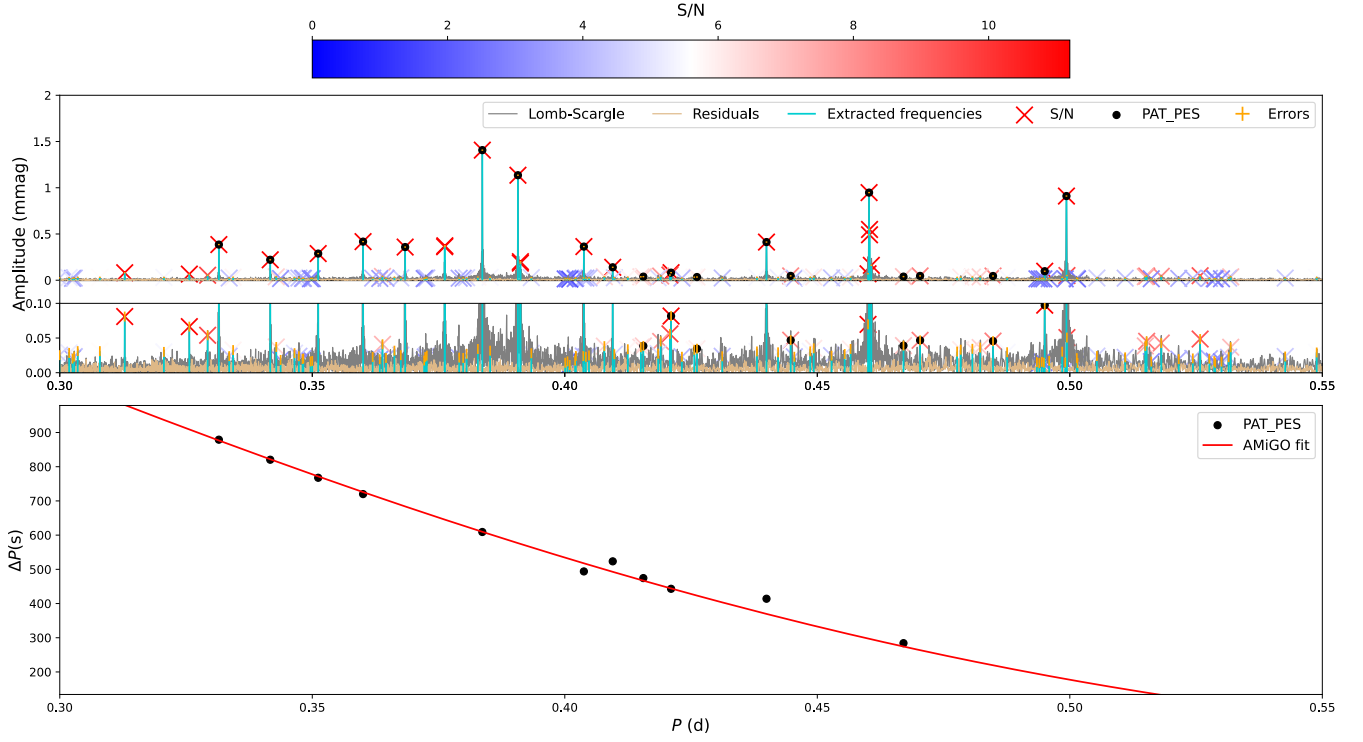 S/N
0 2 4 6 8 10
Lomb-Scargle Residuals Extracted frequencies S/N PAT_PES Errors
Amplitude (mmag)
2
1.5
1
0.5
0
0.10
0.05
0.00
0.30 0.35 0.40 0.45 0.50 0.55
PAT_PES
AMiGO fit
ΔP(s)
900
800
700
600
500
400
300
200
0.30 0.35 0.40 0.45 0.50 0.55
P (d)